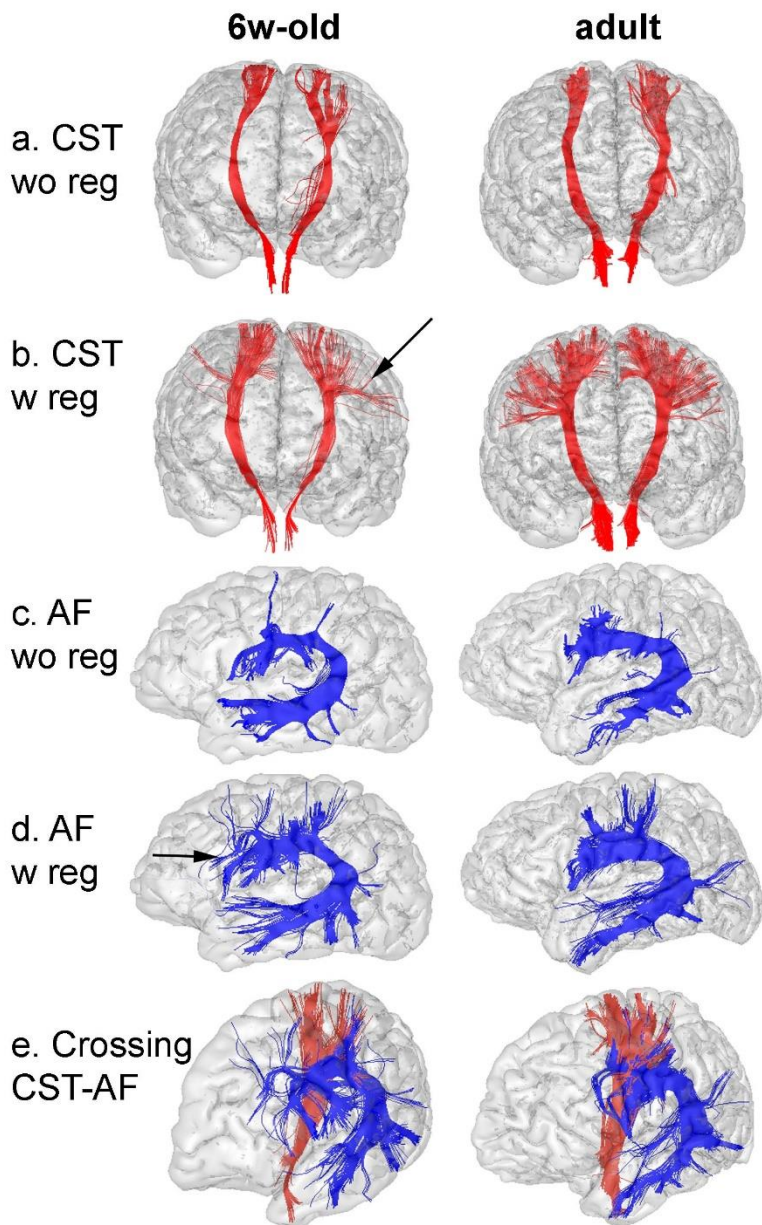 6w-old adult
a. CST
wo reg
b. CST
w reg
c. AF
wo reg
d. AF
w reg
e. Crossing
CST-AF